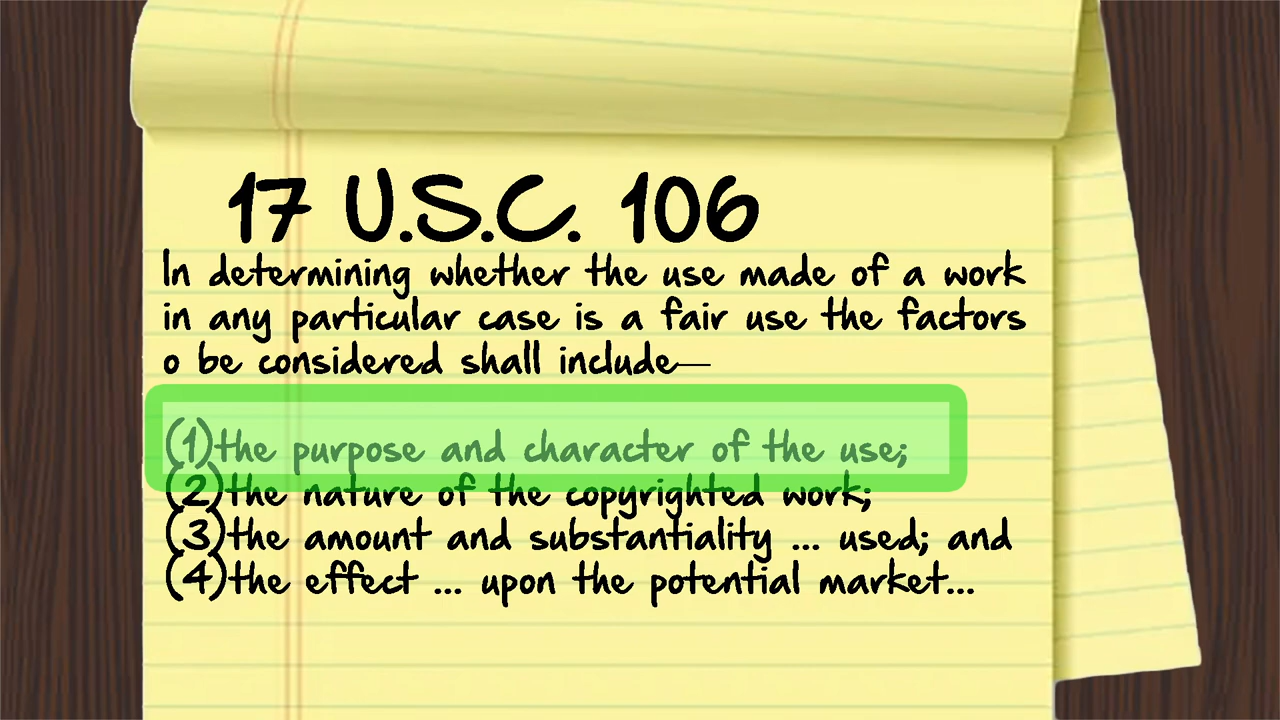 17 U.S.C. 106
In determining whether the use made of a work
in any particular case is a fair use the factors
o be considered shall include—
(1)the purpose and character of the use;
(2)the nature of the copyrighted work;
(3)the amount and substantiality ... used; and
(4)the effect ... upon the potential market...